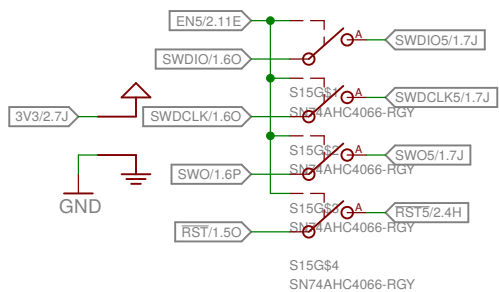 EN5/2.11E
A
SWDIO5/1.7J
SWDIO/1.6O
S15G$1
A
SWDCLK5/1.7J
3V3/2.7J
SWDCLK/1.6O
SN74AHC4066-RGY
S15G$2
A
SWO5/1.7J
SN74AHC4066-RGY
SWO/1.6P
GND
S15G$3
A
RST5/2.4H
SN74AHC4066-RGY
RST/1.5O
S15G$4
SN74AHC4066-RGY